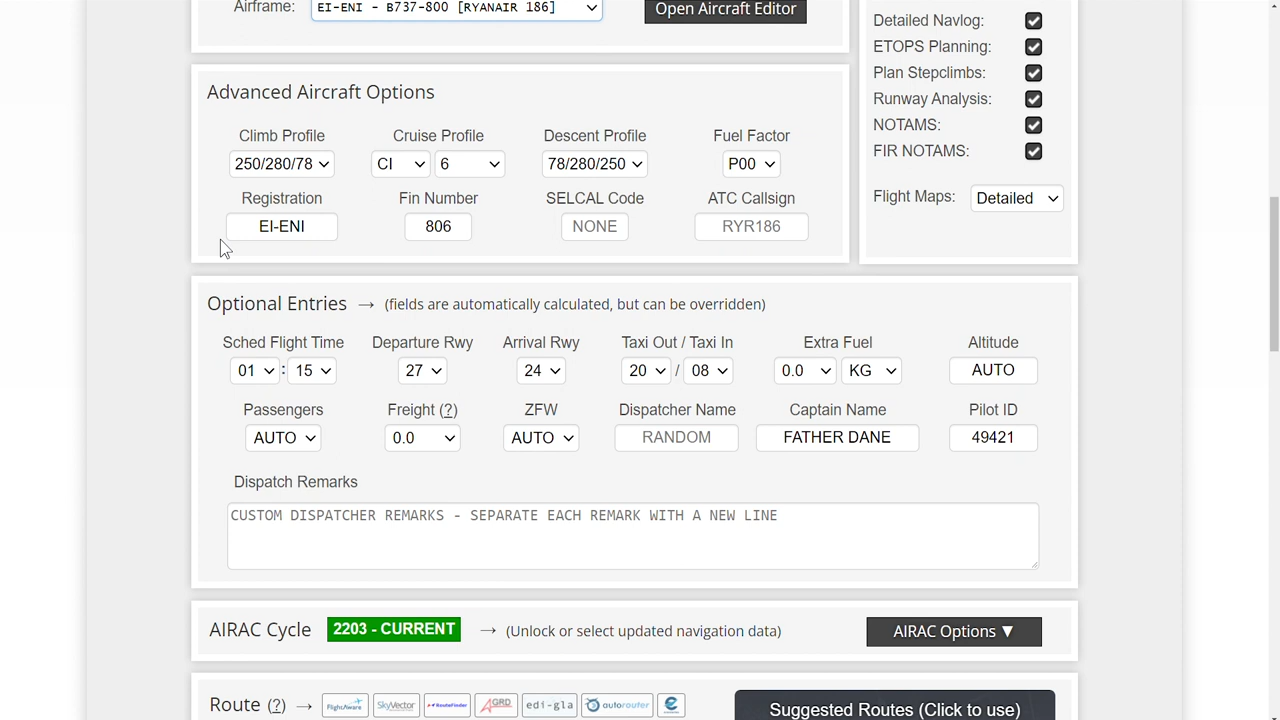 Airframe: EI-ENI - B737-800 [RYANAIR 186] Open Aircraft Editor
Detailed Navlog:
ETOPS Planning:
Plan Stepclimbs:
Runway Analysis:
NOTAMS:
FIR NOTAMS:
Flight Maps: Detailed
Advanced Aircraft Options
Climb Profile Cruise Profile Descent Profile Fuel Factor
250/280/78 CI 6 78/280/250 P00
Registration Fin Number SELCAL Code ATC Callsign
EI-ENI 806 NONE RYR186
Optional Entries → (fields are automatically calculated, but can be overridden)
Sched Flight Time Departure Rwy Arrival Rwy Taxi Out / Taxi In Extra Fuel Altitude
01 : 15 27 24 20 / 08 0.0 KG AUTO
Passengers Freight (?) ZFW Dispatcher Name Captain Name Pilot ID
AUTO 0.0 AUTO RANDOM FATHER DANE 49421
Dispatch Remarks
CUSTOM DISPATCHER REMARKS - SEPARATE EACH REMARK WITH A NEW LINE
AIRAC Cycle 2203 - CURRENT → (Unlock or select updated navigation data) AIRAC Options ▼
Route (?) → FlightAware SkyVector RouteFinder AGRD edi-gla autorouter Suggested Routes (Click to use)